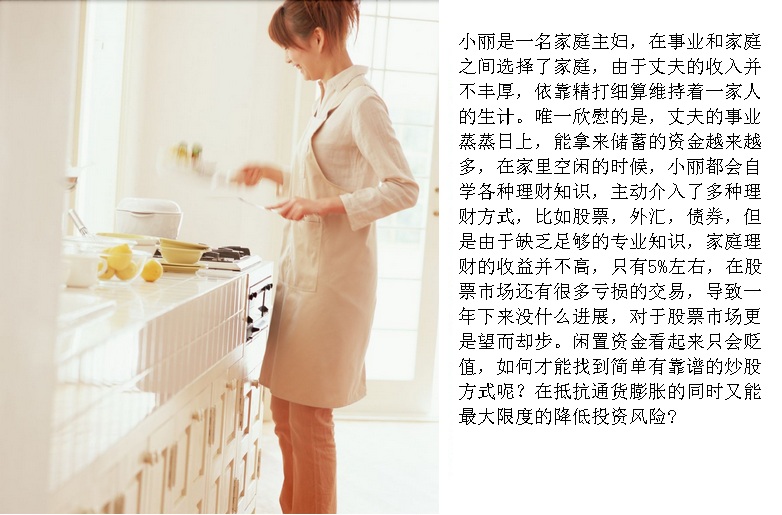 小丽是一名家庭主妇，在事业和家庭
之间选择了家庭，由于丈夫的收入并
不丰厚，依靠精打细算维持着一家人
的生计。唯一欣慰的是，丈夫的事业
蒸蒸日上，能拿来储蓄的资金越来越
多，在家里空闲的时候，小丽都会自
学各种理财知识，主动介入了多种理
财方式，比如股票，外汇，债券，但
是由于缺乏足够的专业知识，家庭理
财的收益并不高，只有5%左右，在股
票市场还有很多亏损的交易，导致一
年下来没什么进展，对于股票市场更
是望而却步。闲置资金看起来只会贬
值，如何才能找到简单有靠谱的炒股
方式呢？在抵抗通货膨胀的同时又能
最大限度的降低投资风险?